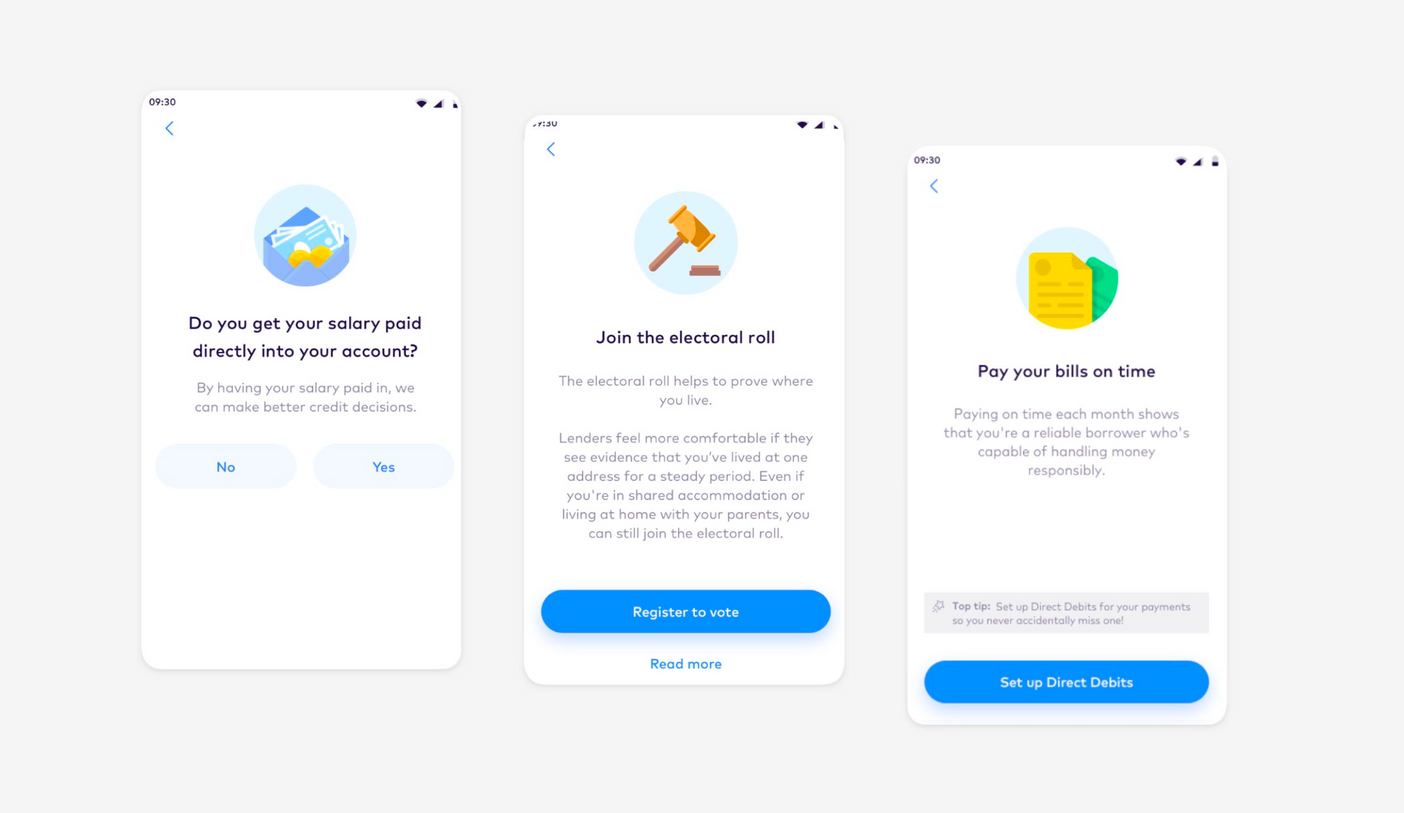 09:30
Do you get your salary paid
directly into your account?
By having your salary paid in, we
can make better credit decisions.
No
Yes
Join the electoral roll
The electoral roll helps to prove where
you live.
Lenders feel more comfortable if they
see evidence that you've lived at one
address for a steady period. Even if
you're in shared accommodation or
living at home with your parents, you
can still join the electoral roll.
Register to vote
Read more
09:30
Pay your bills on time
Paying on time each month shows
that you're a reliable borrower who's
capable of handling money
responsibly.
Top tip: Set up Direct Debits for your payments
so you never accidentally miss one!
Set up Direct Debits